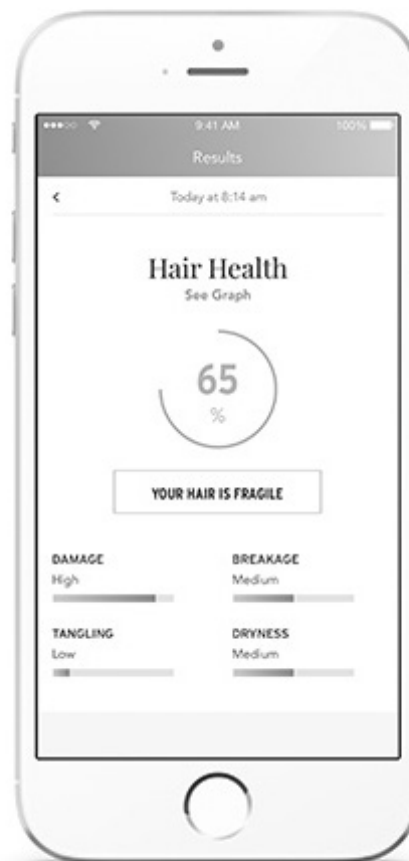 9:41 AM 100%
Results
Today at 8:14 am
Hair Health
See Graph
65
%
YOUR HAIR IS FRAGILE
DAMAGE BREAKAGE
High Medium
TANGLING DRYNESS
Low Medium